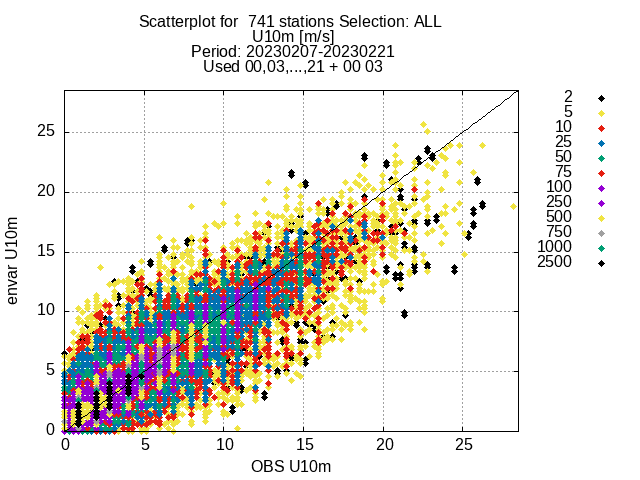 Scatterplot for  741 stations Selection: ALL
U10m [m/s]
Period: 20230207-20230221
Used 00,03,...,21 + 00 03
2
5
10
25
50
75
100
250
500
750
1000
2500
25
20
15
10
5
0
envar U10m
0 5 10 15 20 25
OBS U10m